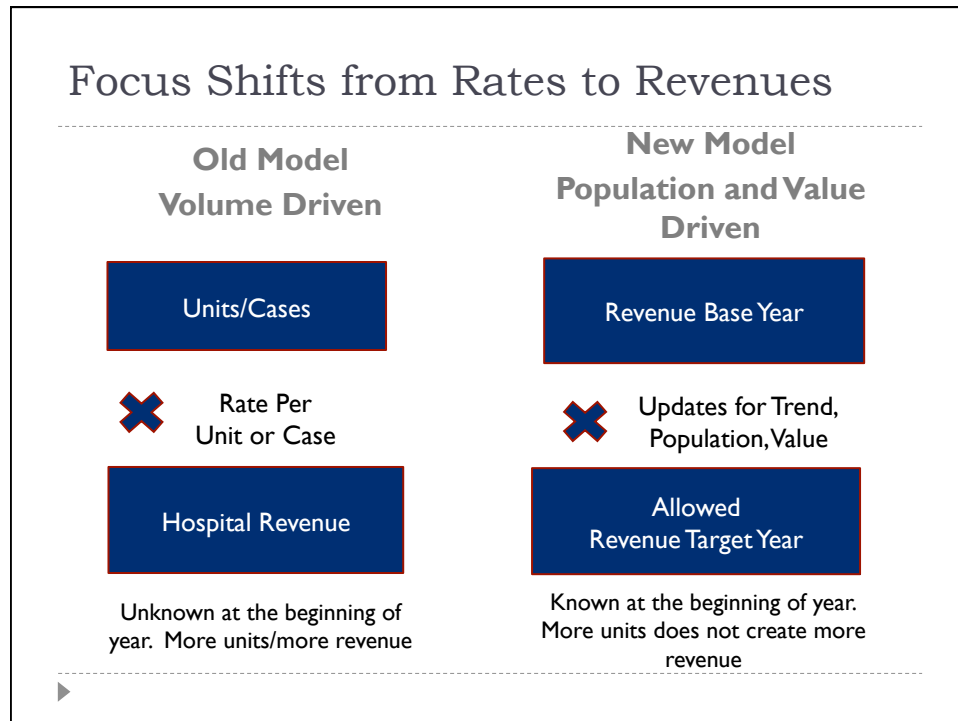 Focus Shifts from Rates to Revenues
Old Model
Volume Driven
Units/Cases
Rate Per
Unit or Case
Hospital Revenue
Unknown at the beginning of
year. More units/more revenue
New Model
Population and Value
Driven
Revenue Base Year
Updates for Trend,
Population, Value
Allowed
Revenue Target Year
Known at the beginning of year.
More units does not create more
revenue